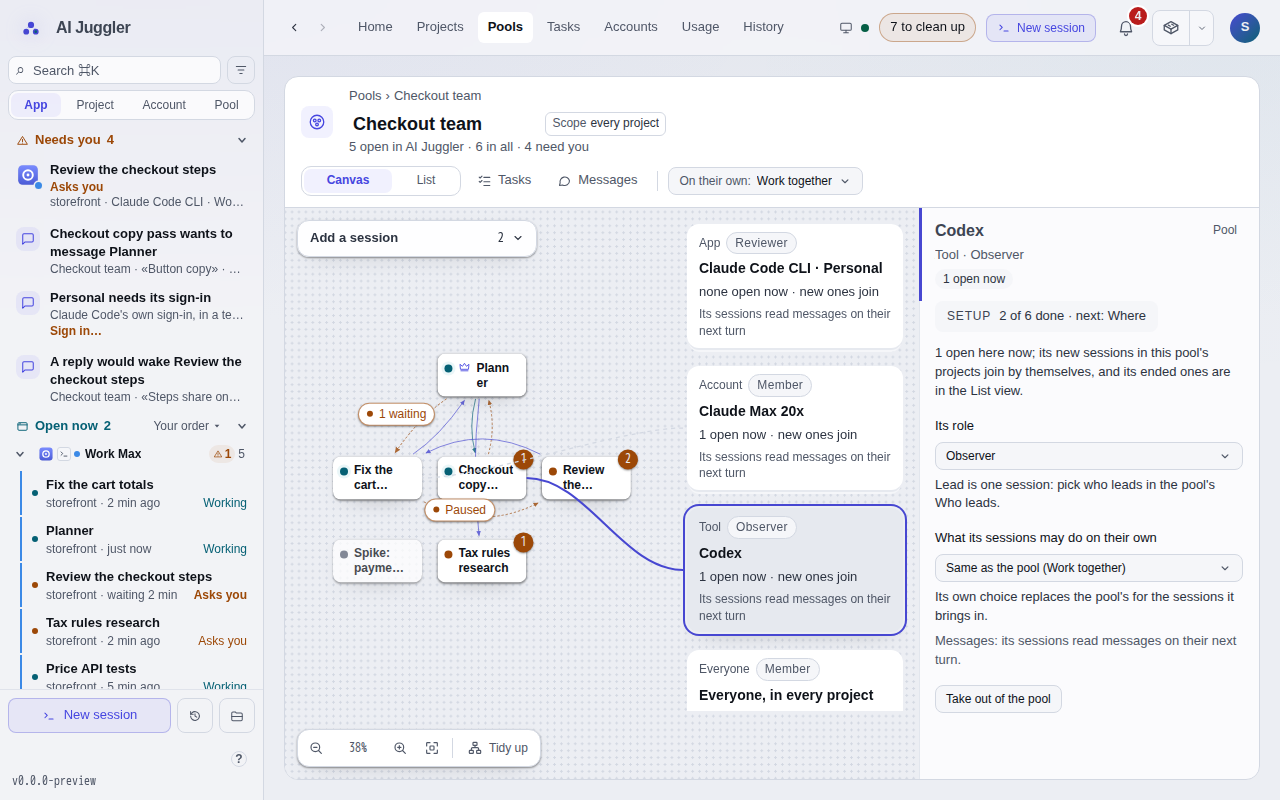 AI Juggler
Search ⌘K
App
Project
Account
Pool
Needs you 4
Review the checkout steps
Asks you
storefront · Claude Code CLI · Wo…
Checkout copy pass wants to
message Planner
Checkout team · «Button copy» · …
Personal needs its sign-in
Claude Code's own sign-in, in a te…
Sign in…
A reply would wake Review the
checkout steps
Checkout team · «Steps share on…
Open now 2
Your order
Work Max
1
5
Fix the cart totals
storefront · 2 min ago
Working
Planner
storefront · just now
Working
Review the checkout steps
storefront · waiting 2 min
Asks you
Tax rules research
storefront · 2 min ago
Asks you
Price API tests
storefront · 5 min ago
Working
New session
?
v0.0.0-preview
Home
Projects
Pools
Tasks
Accounts
Usage
History
7 to clean up
New session
4
S
Pools › Checkout team
Checkout team
Scope every project
5 open in AI Juggler · 6 in all · 4 need you
Canvas
List
Tasks
Messages
On their own: Work together
Add a session
2
Plann
er
1 waiting
Fix the
cart…
Checkout
copy…
1
Review
the…
2
Paused
Spike:
payme…
Tax rules
research
1
38%
Tidy up
App
Reviewer
Claude Code CLI · Personal
none open now · new ones join
Its sessions read messages on their
next turn
Account
Member
Claude Max 20x
1 open now · new ones join
Its sessions read messages on their
next turn
Tool
Observer
Codex
1 open now · new ones join
Its sessions read messages on their
next turn
Everyone
Member
Everyone, in every project
Codex
Pool
Tool · Observer
1 open now
SETUP 2 of 6 done · next: Where
1 open here now; its new sessions in this pool's
projects join by themselves, and its ended ones are
in the List view.
Its role
Observer
Lead is one session: pick who leads in the pool's
Who leads.
What its sessions may do on their own
Same as the pool (Work together)
Its own choice replaces the pool's for the sessions it
brings in.
Messages: its sessions read messages on their next
turn.
Take out of the pool